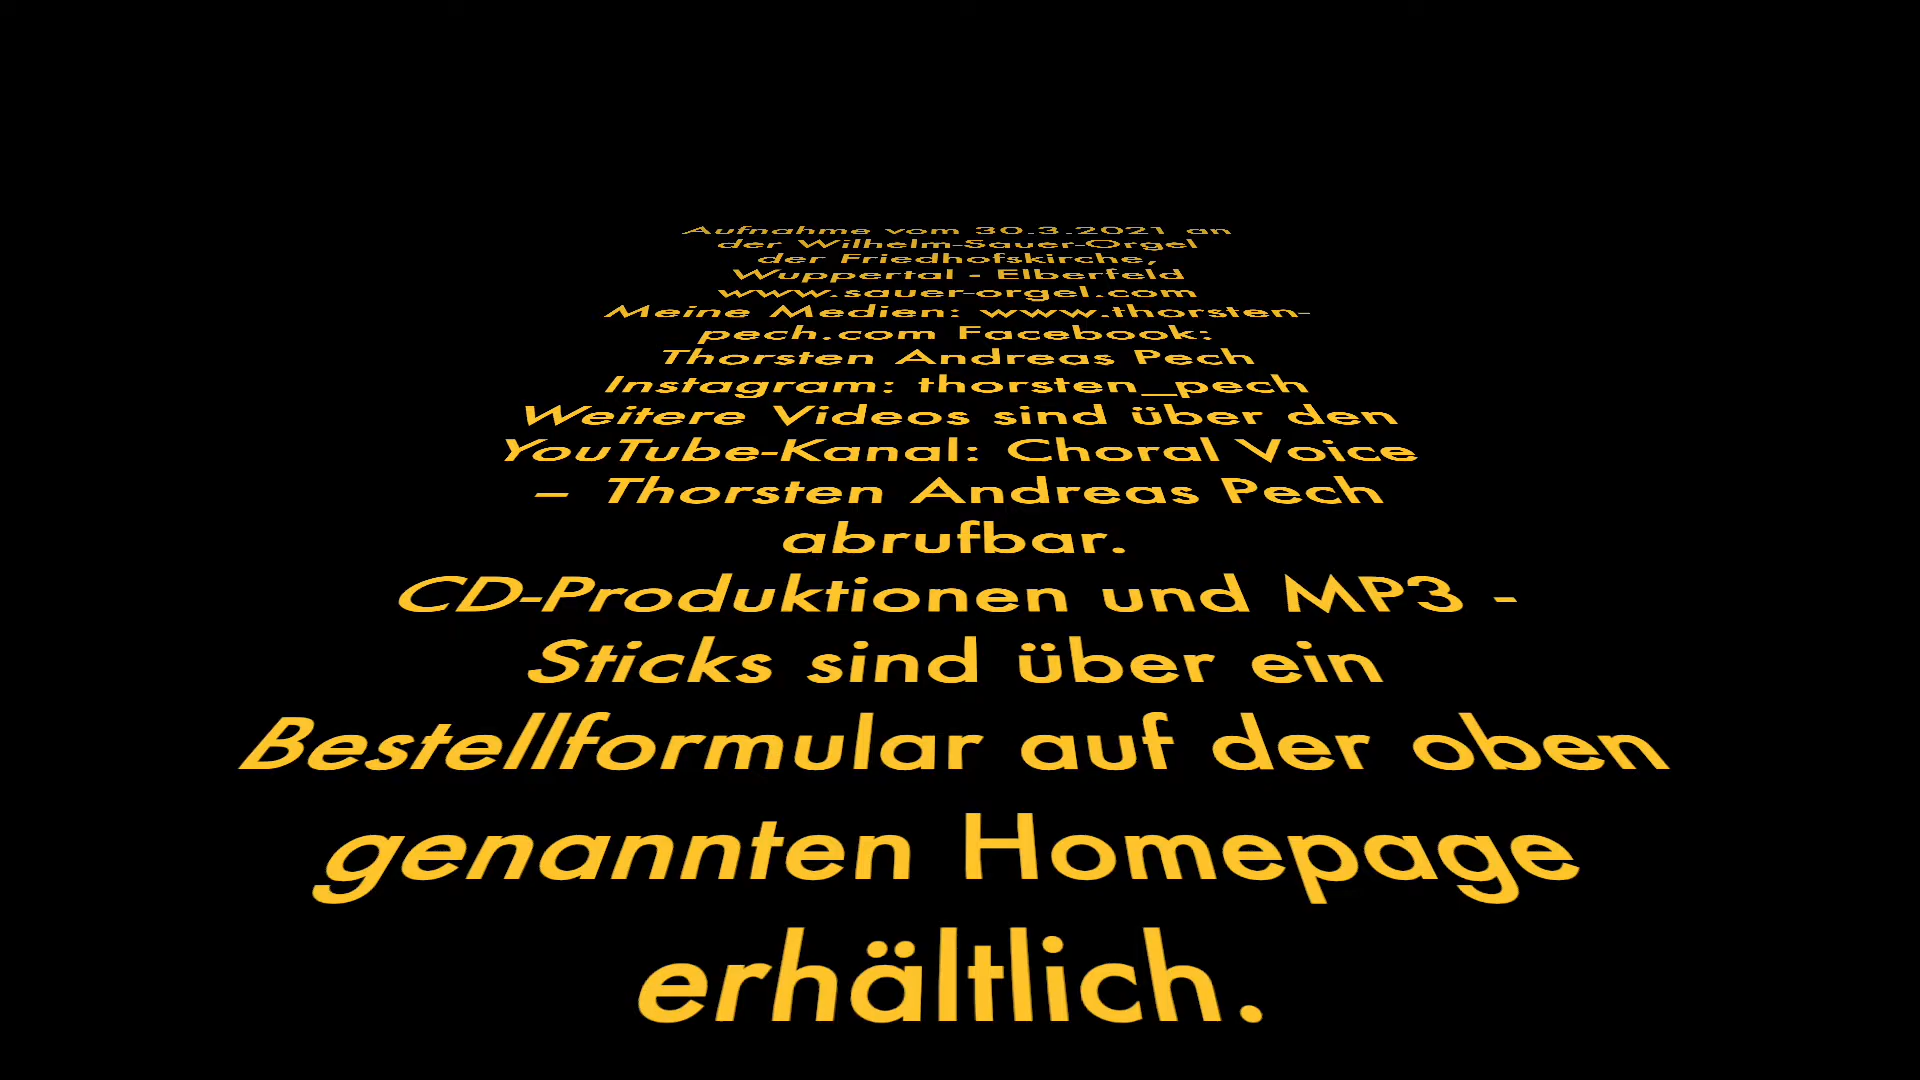 Aufnahme vom 30.3.2021 an
der Wilhelm-Sauer-Orgel
der Friedhofskirche,
Wuppertal - Elberfeld
www.sauer-orgel.com
Meine Medien: www.thorsten-
pech.com Facebook:
Thorsten Andreas Pech
Instagram: thorsten_pech
Weitere Videos sind über den
YouTube-Kanal: Choral Voice
– Thorsten Andreas Pech
abrufbar.
CD-Produktionen und MP3 -
Sticks sind über ein
Bestellformular auf der oben
genannten Homepage
erhältlich.